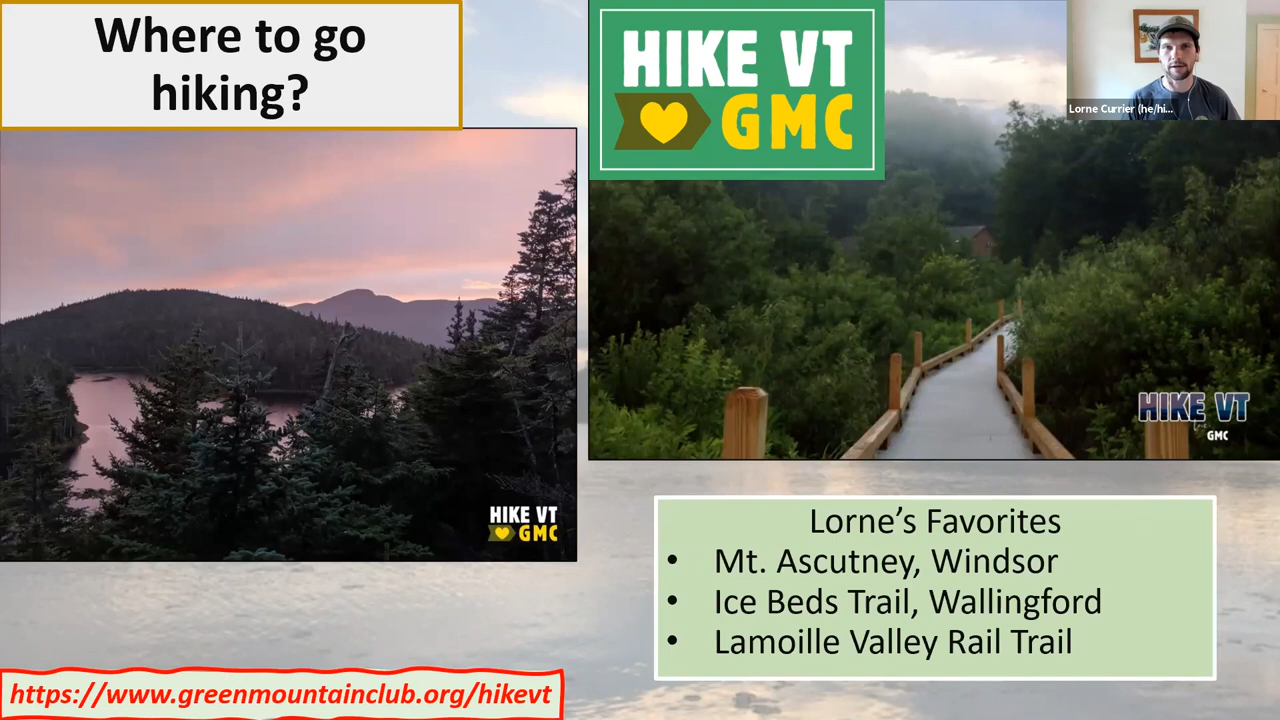 Where to go
hiking?
HIKE VT
GMC
Lorne Currier (he/hi...
HIKE VT
GMC
HIKE VT
love,
GMC
Lorne's Favorites
• Mt. Ascutney, Windsor
• Ice Beds Trail, Wallingford
• Lamoille Valley Rail Trail
https://www.greenmountainclub.org/hikevt